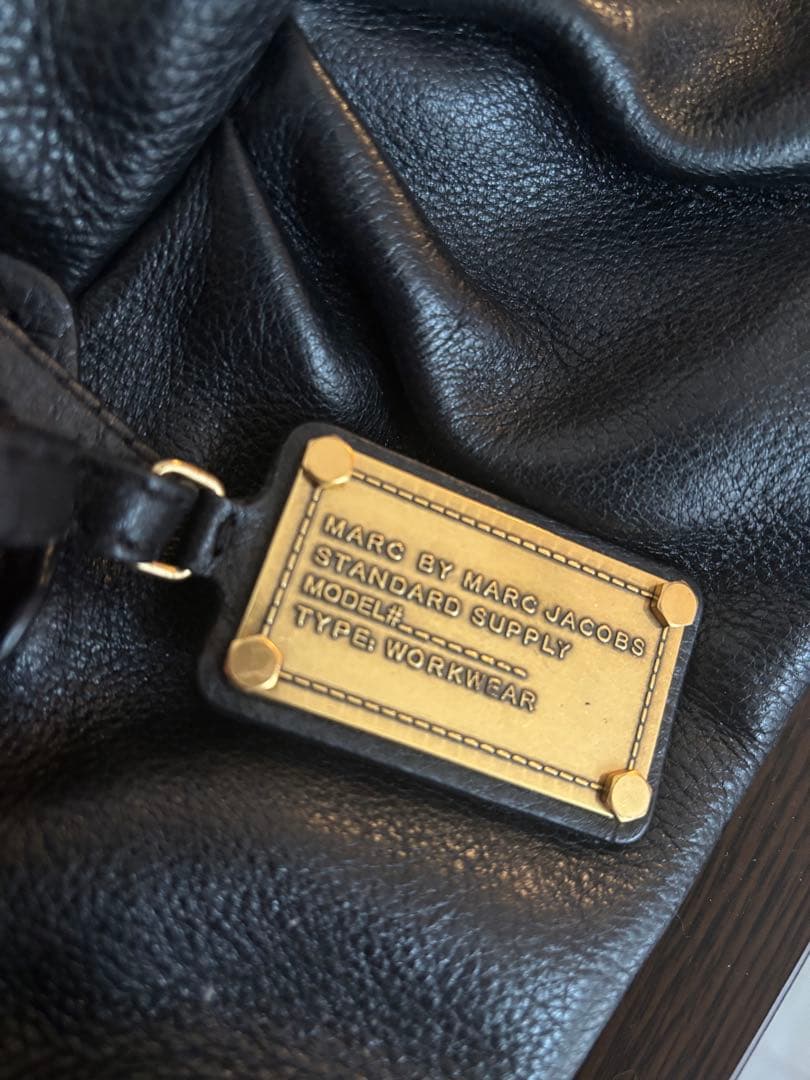 MARC BY MARC JACOBS
STANDARD SUPPLY
MODEL#________
TYPE: WORKWEAR